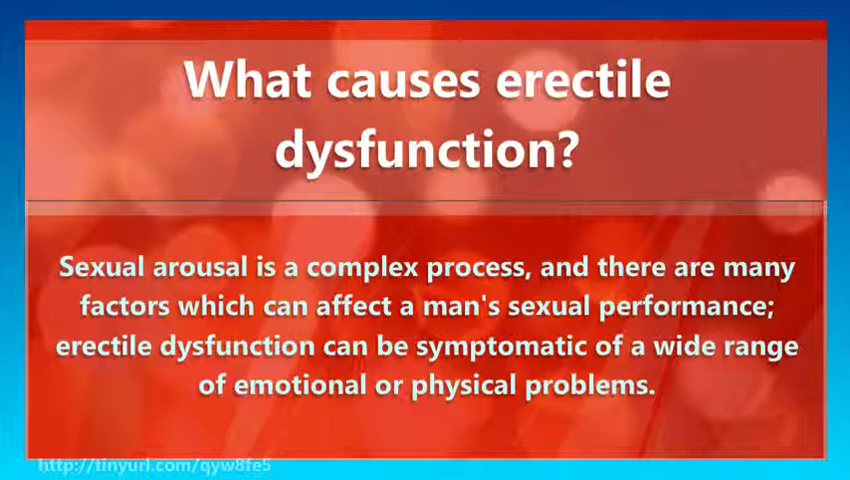 What causes erectile
dysfunction?
Sexual arousal is a complex process, and there are many
factors which can affect a man's sexual performance;
erectile dysfunction can be symptomatic of a wide range
of emotional or physical problems.
http://tinyurl.com/qyw8fe5